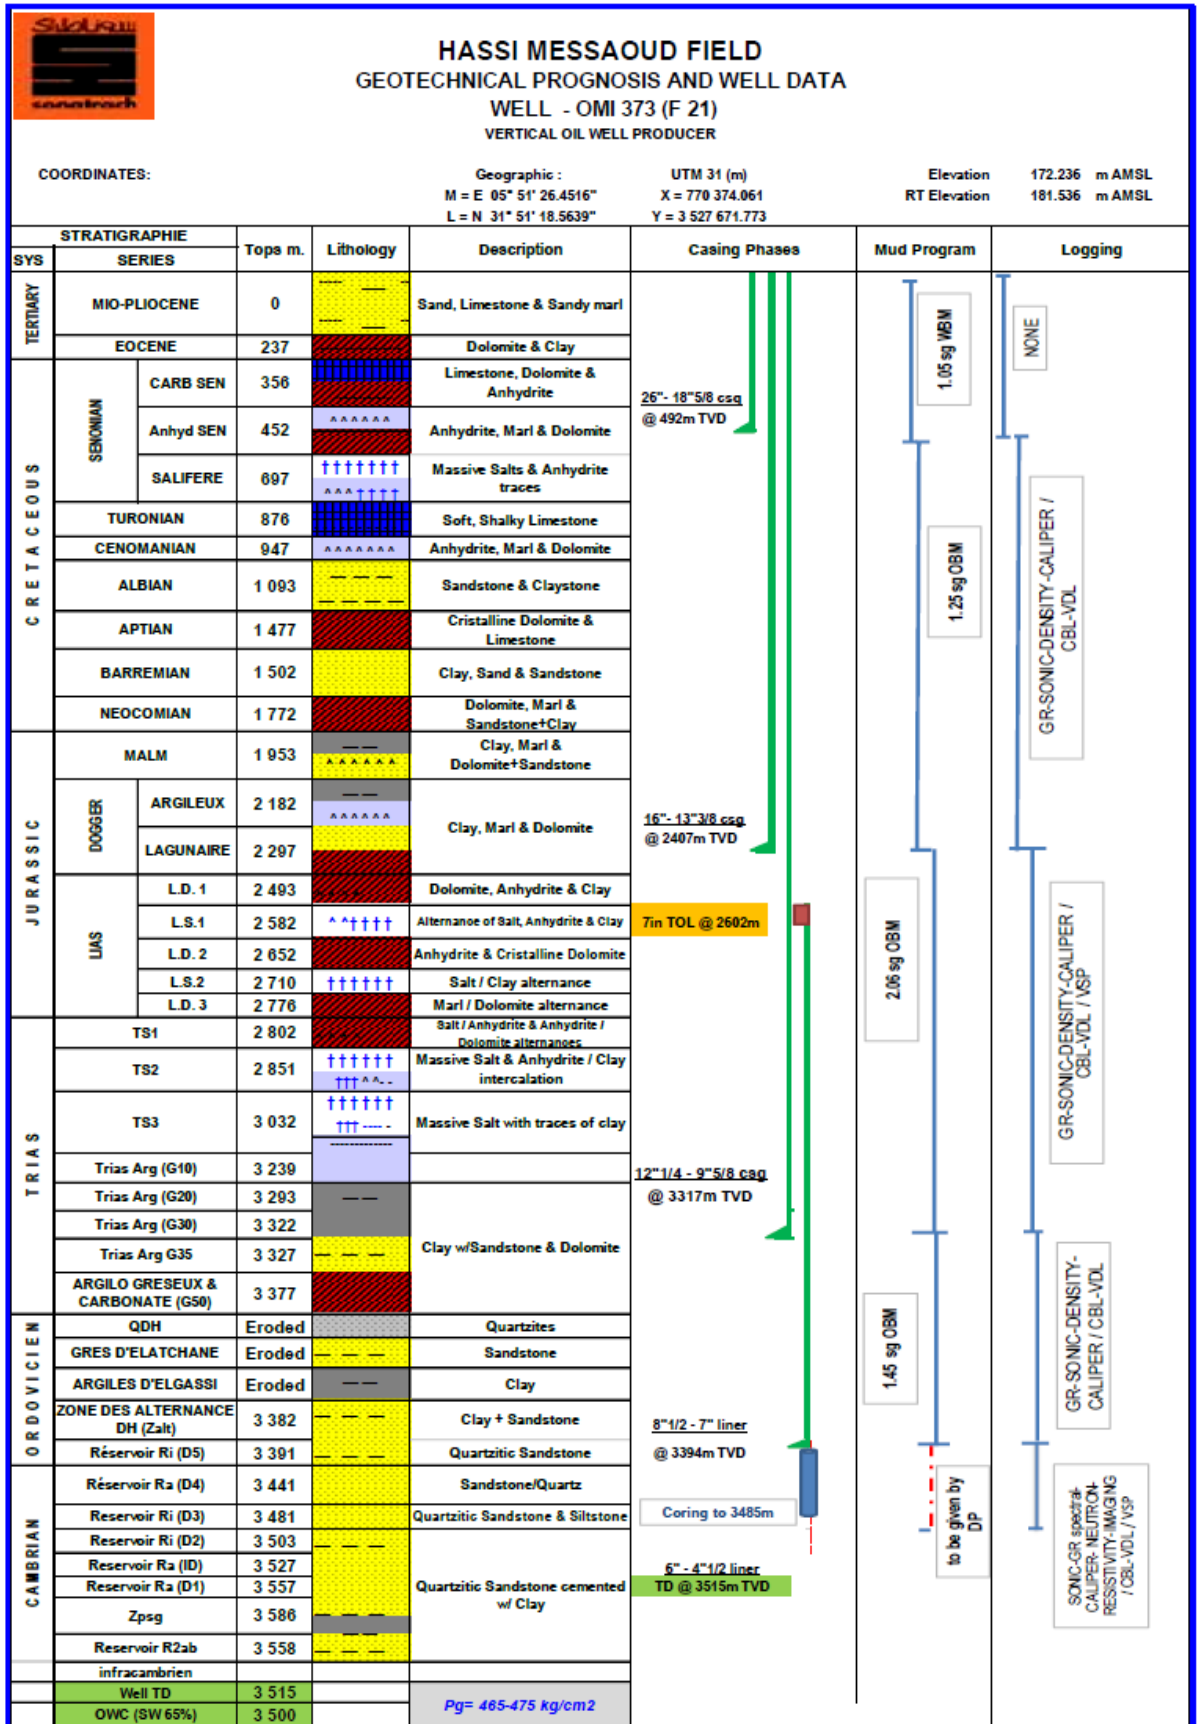 سوناطراك
sonatrach
HASSI MESSAOUD FIELD
GEOTECHNICAL PROGNOSIS AND WELL DATA
WELL - OMI 373 (F 21)
VERTICAL OIL WELL PRODUCER
COORDINATES: Geographic : UTM 31 (m) Elevation 172.236 m AMSL
M = E 05° 51' 26.4516" X = 770 374.061 RT Elevation 181.536 m AMSL
L = N 31° 51' 18.5639" Y = 3 527 671.773
STRATIGRAPHIE Tops m. Lithology Description Casing Phases Mud Program Logging
SYS SERIES
TERTIARY
MIO-PLIOCENE 0 Sand, Limestone & Sandy marl
EOCENE 237 Dolomite & Clay
CRETACEOUS
SENONIAN
CARB SEN 356 Limestone, Dolomite & Anhydrite
Anhyd SEN 452 Anhydrite, Marl & Dolomite
SALIFERE 697 Massive Salts & Anhydrite traces
TURONIAN 876 Soft, Shalky Limestone
CENOMANIAN 947 Anhydrite, Marl & Dolomite
ALBIAN 1 093 Sandstone & Claystone
APTIAN 1 477 Cristalline Dolomite & Limestone
BARREMIAN 1 502 Clay, Sand & Sandstone
NEOCOMIAN 1 772 Dolomite, Marl & Sandstone+Clay
JURASSIC
MALM 1 953 Clay, Marl & Dolomite+Sandstone
DOGGER
ARGILEUX 2 182 Clay, Marl & Dolomite
LAGUNAIRE 2 297
LIAS
L.D. 1 2 493 Dolomite, Anhydrite & Clay
L.S.1 2 582 Alternance of Salt, Anhydrite & Clay
L.D. 2 2 652 Anhydrite & Cristalline Dolomite
L.S.2 2 710 Salt / Clay alternance
L.D. 3 2 776 Marl / Dolomite alternance
TRIAS
TS1 2 802 Salt / Anhydrite & Anhydrite / Dolomite alternances
TS2 2 851 Massive Salt & Anhydrite / Clay intercalation
TS3 3 032 Massive Salt with traces of clay
Trias Arg (G10) 3 239
Trias Arg (G20) 3 293
Trias Arg (G30) 3 322
Clay w/Sandstone & Dolomite
Trias Arg G35 3 327
ARGILO GRESEUX & CARBONATE (G50) 3 377
ORDOVICIEN
QDH Eroded Quartzites
GRES D'ELATCHANE Eroded Sandstone
ARGILES D'ELGASSI Eroded Clay
ZONE DES ALTERNANCE DH (Zalt) 3 382 Clay + Sandstone
Réservoir Ri (D5) 3 391 Quartzitic Sandstone
CAMBRIAN
Réservoir Ra (D4) 3 441 Sandstone/Quartz
Reservoir Ri (D3) 3 481 Quartzitic Sandstone & Siltstone
Reservoir Ri (D2) 3 503
Reservoir Ra (ID) 3 527
Reservoir Ra (D1) 3 557
Quartzitic Sandstone cemented w/ Clay
Zpsg 3 586
Reservoir R2ab 3 558
infracambrien
Well TD 3 515
OWC (SW 65%) 3 500
Pg= 465-475 kg/cm2
26"- 18"5/8 csg
@ 492m TVD
16"- 13"3/8 csg
@ 2407m TVD
7in TOL @ 2602m
12"1/4 - 9"5/8 csg
@ 3317m TVD
8"1/2 - 7" liner
@ 3394m TVD
Coring to 3485m
6" - 4"1/2 liner
TD @ 3515m TVD
1.05 sg WBM
1.25 sg OBM
2.06 sg OBM
1.45 sg OBM
to be given by
DP
NONE
GR-SONIC-DENSITY-CALIPER /
CBL-VDL
GR-SONIC-DENSITY-CALIPER /
CBL-VDL / VSP
GR-SONIC-DENSITY-
CALIPER / CBL-VDL
SONIC-GR spectral-
CALIPER- NEUTRON-
RESISTIVITY-IMAGING
/ CBL-VDL / VSP